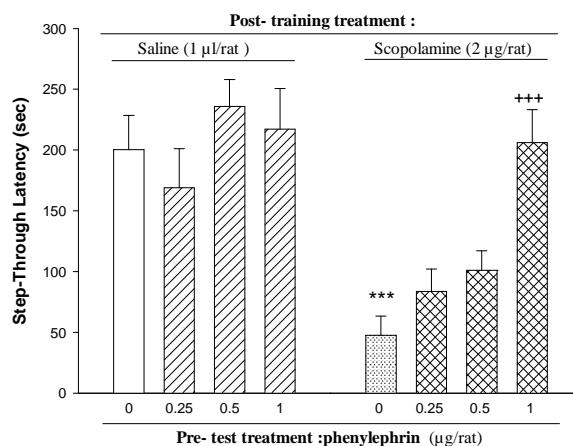 Post- training treatment :
Saline (1 µl/rat ) Scopolamine (2 µg/rat)
300
250
200
150
100
50
0
Step-Through Latency (sec)
***
+++
0 0.25 0.5 1 0 0.25 0.5 1
Pre- test treatment :phenylephrin (µg/rat)